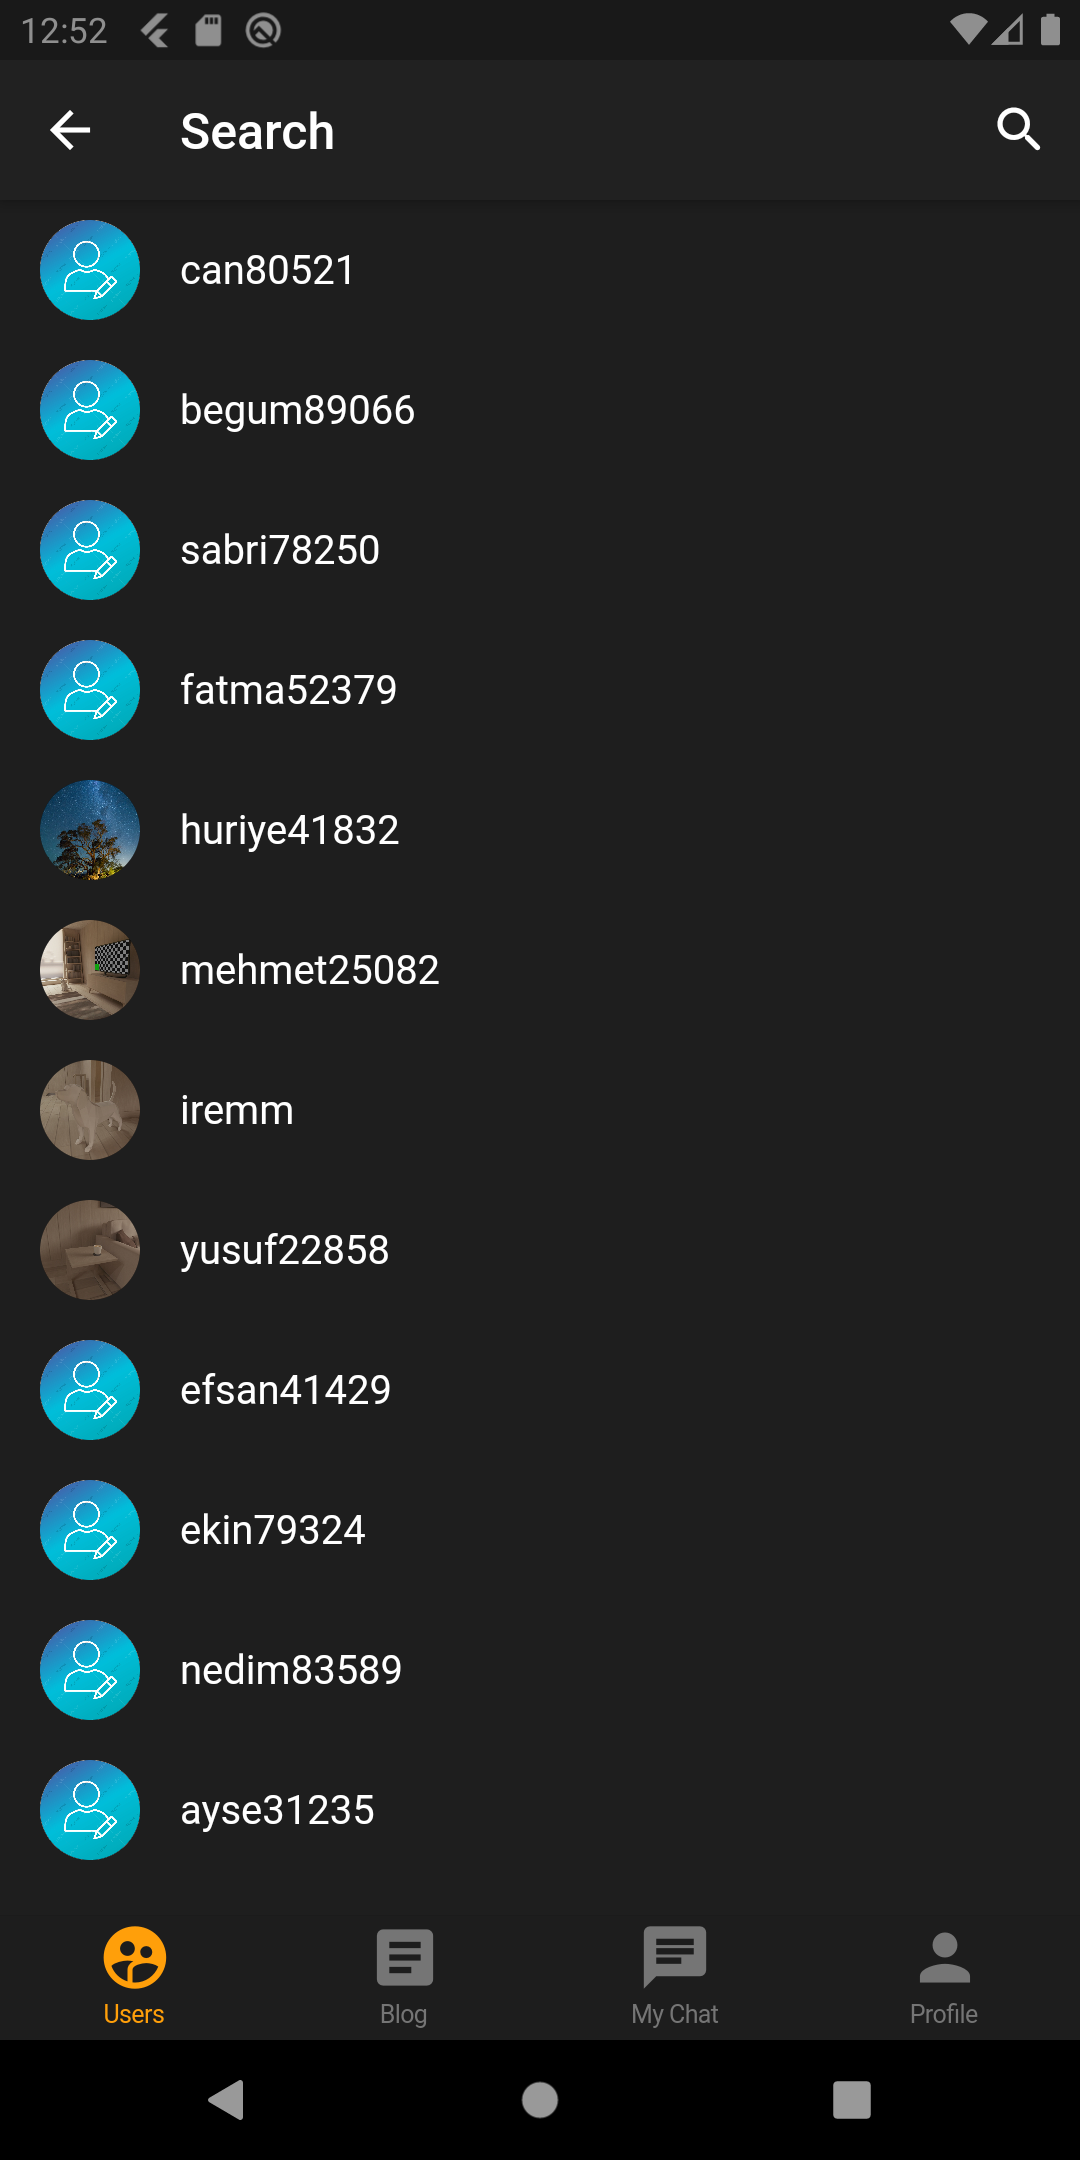 12:52
Search
can80521
begum89066
sabri78250
fatma52379
huriye41832
mehmet25082
iremm
yusuf22858
efsan41429
ekin79324
nedim83589
ayse31235
Users
Blog
My Chat
Profile